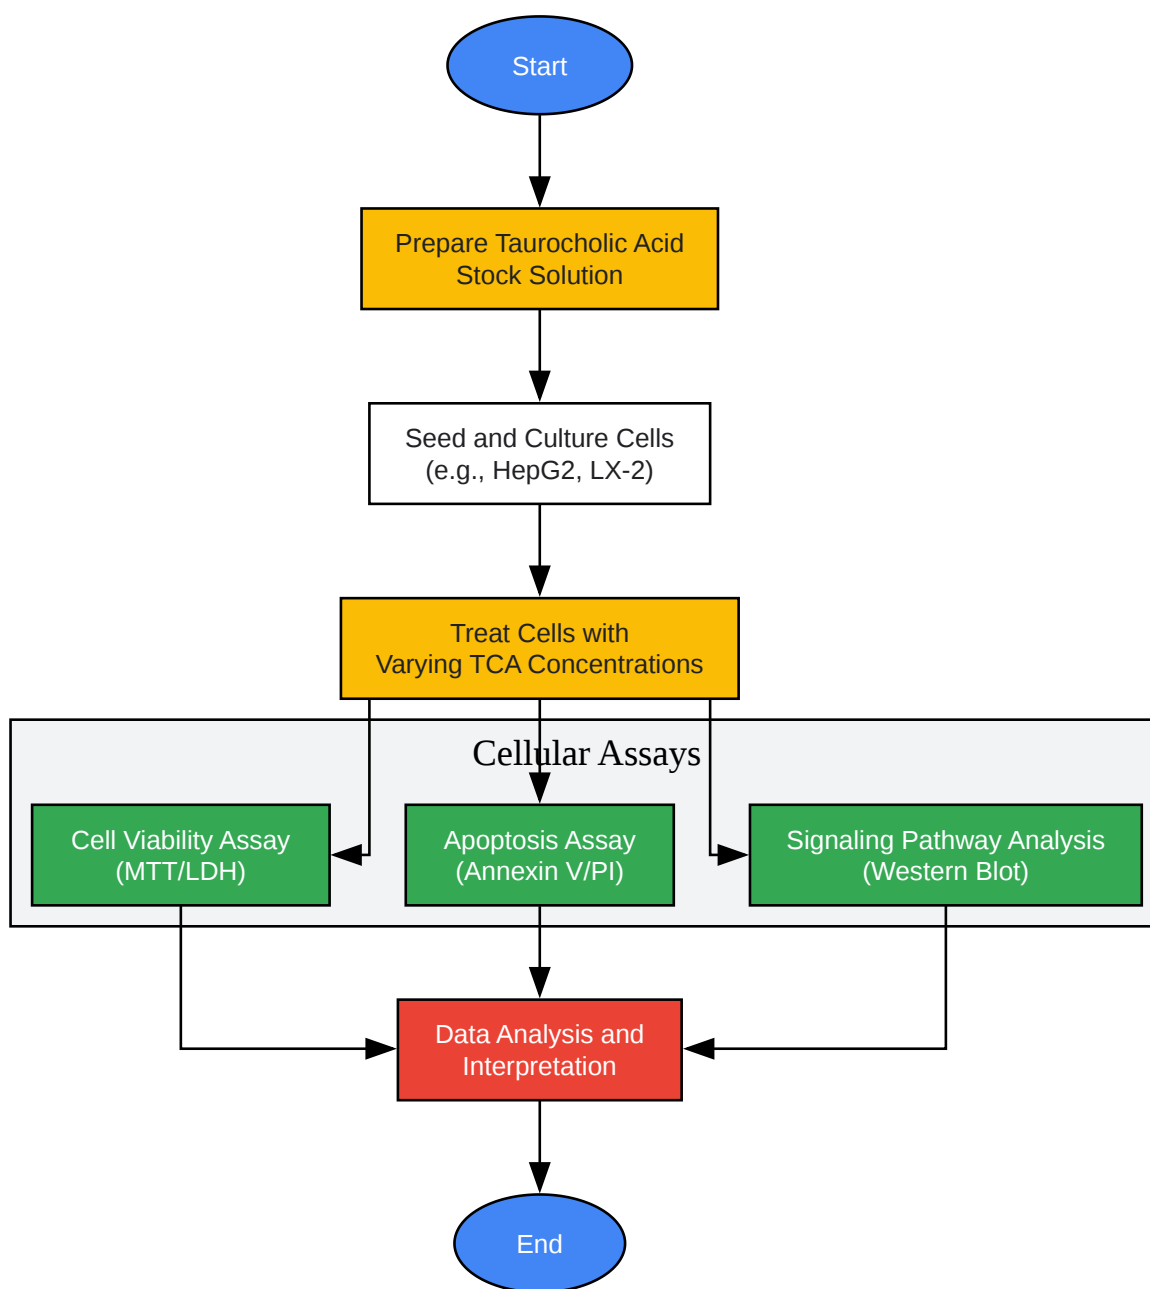 Start
Prepare Taurocholic Acid
Stock Solution
Seed and Culture Cells
(e.g., HepG2, LX-2)
Treat Cells with
Varying TCA Concentrations
Cellular Assays
Cell Viability Assay
(MTT/LDH)
Apoptosis Assay
(Annexin V/PI)
Signaling Pathway Analysis
(Western Blot)
Data Analysis and
Interpretation
End